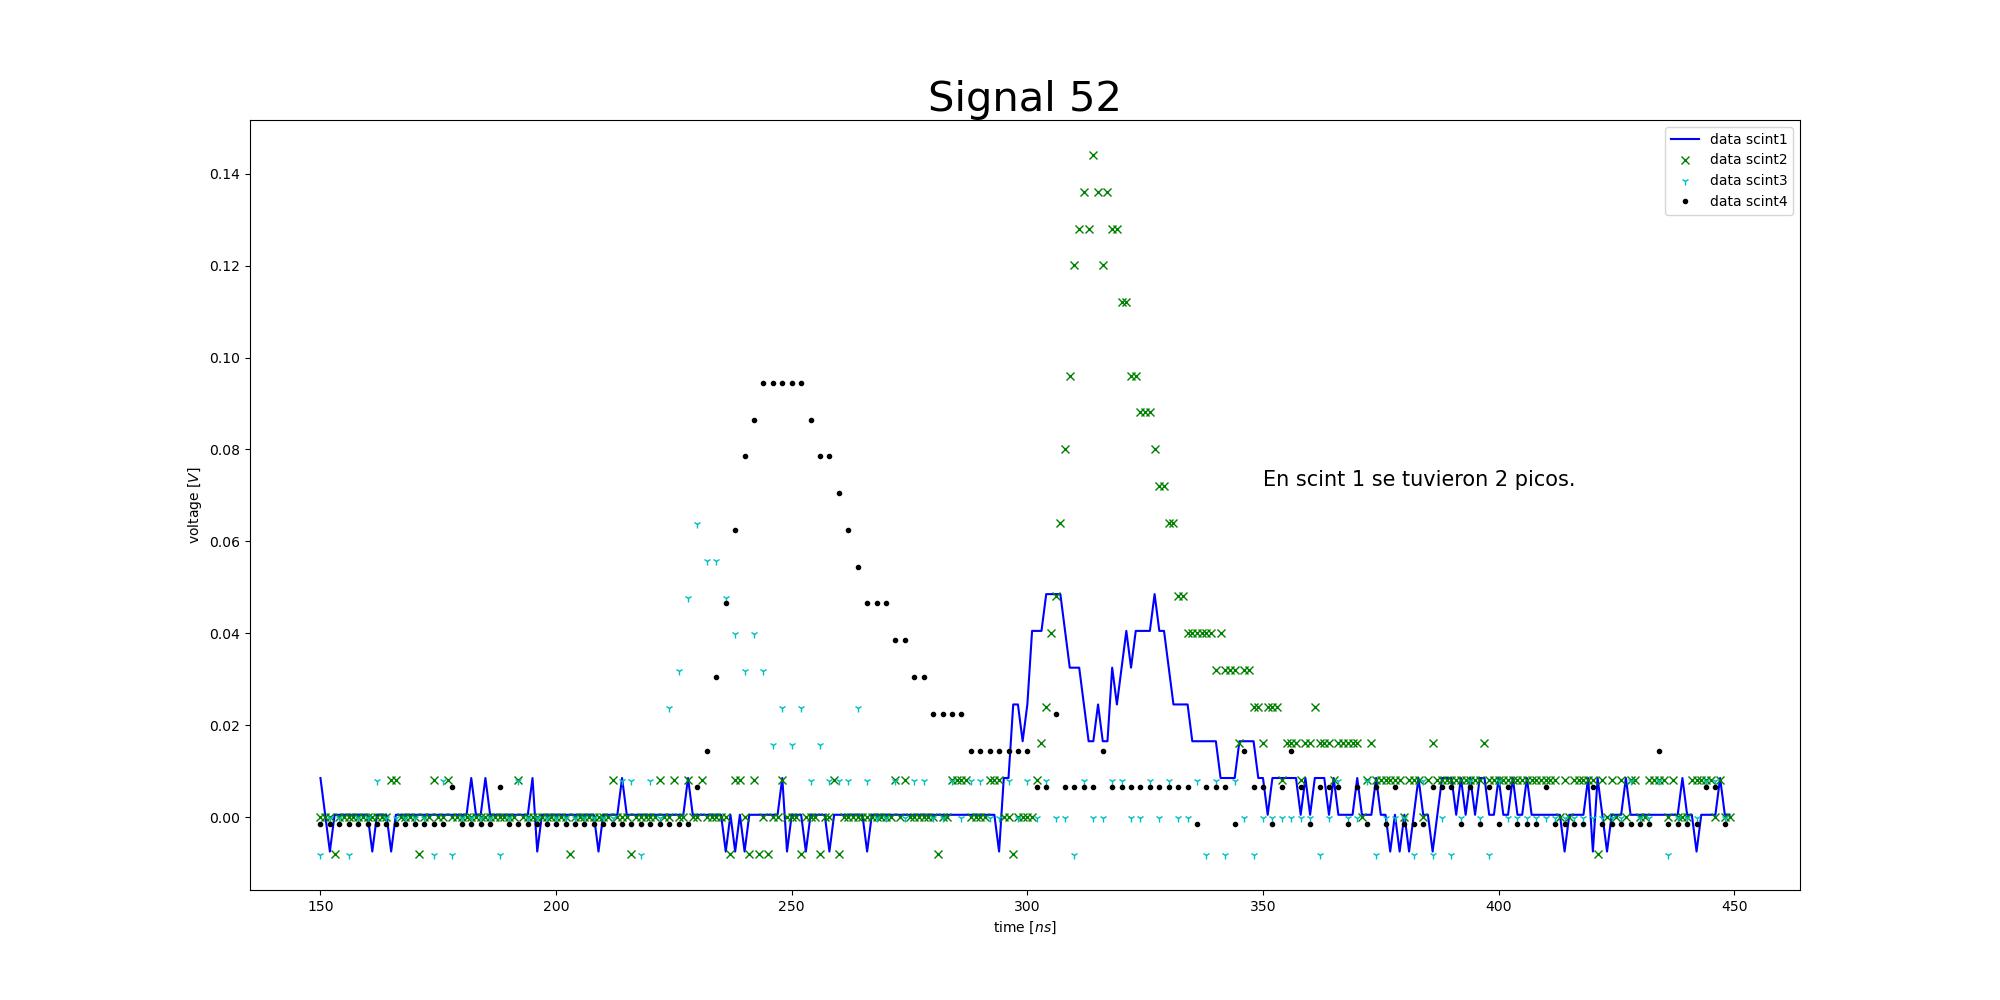 Signal 52
data scint1
data scint2
data scint3
data scint4
0.14
0.12
0.10
0.08
0.06
0.04
0.02
0.00
voltage [V]
En scint 1 se tuvieron 2 picos.
150 200 250 300 350 400 450
time [ns]